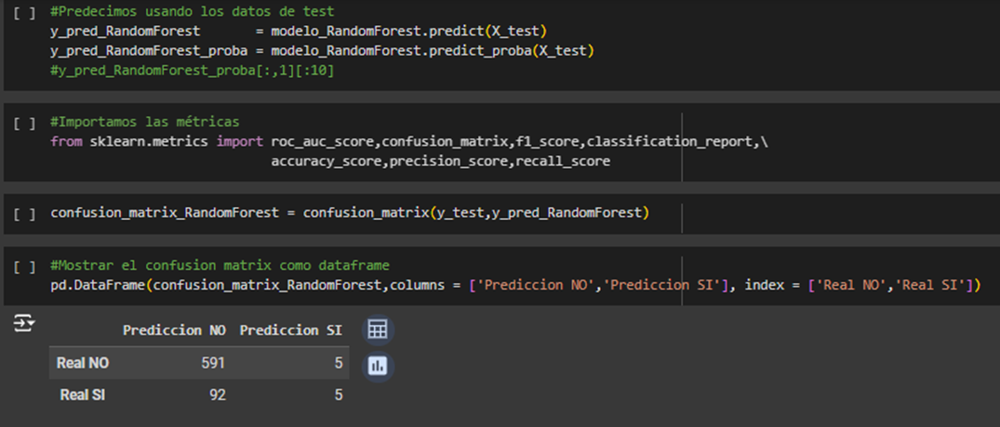 [ ] #Predecimos usando los datos de test
y_pred_RandomForest       = modelo_RandomForest.predict(X_test)
y_pred_RandomForest_proba = modelo_RandomForest.predict_proba(X_test)
#y_pred_RandomForest_proba[:,1][:10]
[ ] #Importamos las métricas
from sklearn.metrics import roc_auc_score,confusion_matrix,f1_score,classification_report,\
                            accuracy_score,precision_score,recall_score
[ ] confusion_matrix_RandomForest = confusion_matrix(y_test,y_pred_RandomForest)
[ ] #Mostrar el confusion matrix como dataframe
pd.DataFrame(confusion_matrix_RandomForest,columns = ['Prediccion NO','Prediccion SI'], index = ['Real NO','Real SI'])
Prediccion NO Prediccion SI
Real NO 591 5
Real SI 92 5